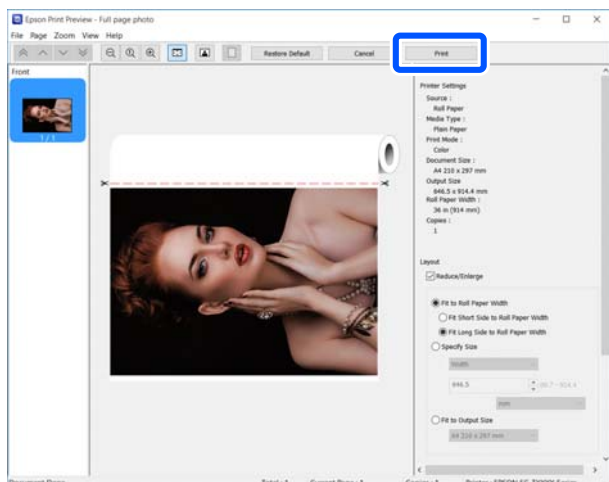 Epson Print Preview - Full page photo
File Page Zoom View Help
Restore Default Cancel Print
Front
1 / 1
Printer Settings
Source :
Roll Paper
Media Type :
Plain Paper
Print Mode :
Color
Document Size :
A4 210 x 297 mm
Output Size
646.5 x 914.4 mm
Roll Paper Width :
36 in (914 mm)
Copies :
1
Layout
Reduce/Enlarge
Fit to Roll Paper Width
Fit Short Side to Roll Paper Width
Fit Long Side to Roll Paper Width
Specify Size
Width
646.5
mm
Fit to Output Size
A4 210 x 297 mm